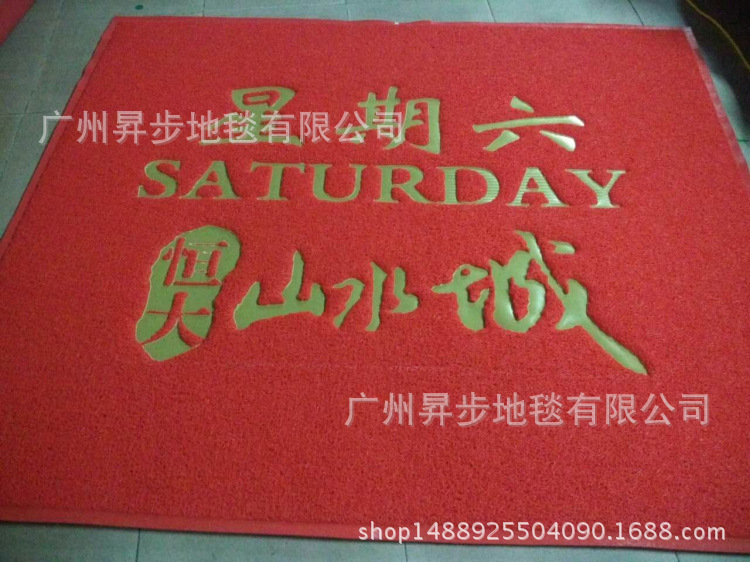 星期六
广州昇步地毯有限公司
SATURDAY
恒大山水城
广州昇步地毯有限公司
shop1488925504090.1688.com